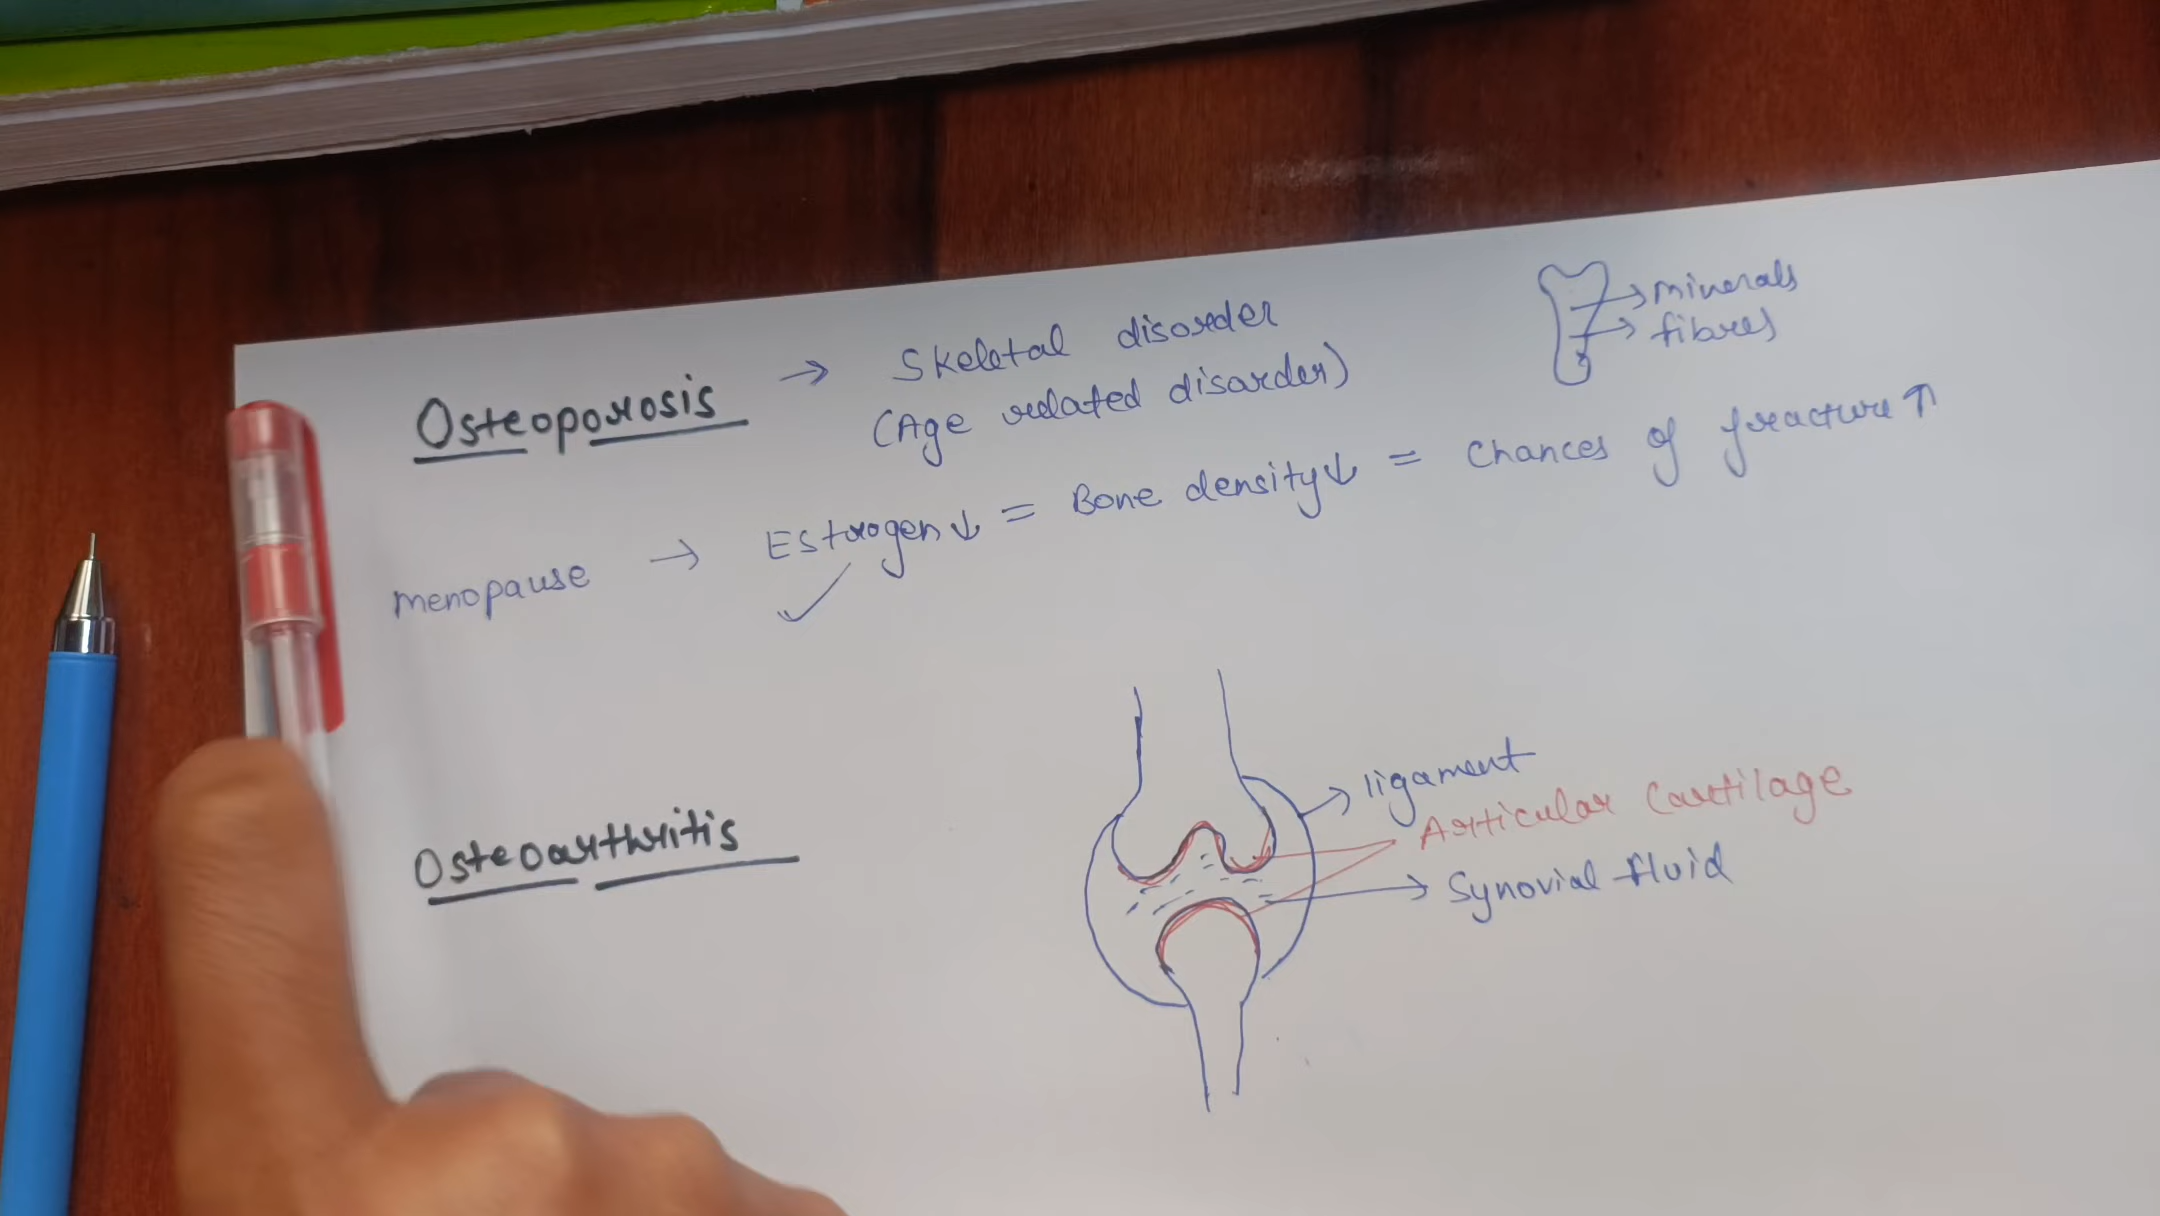 Osteoporosis → Skeletal disorder
(Age related disorder)
→ minerals
→ fibres
menopause → Estrogen↓ = Bone density↓ = Chances of fracture↑
Osteoarthritis
→ ligament
Articular Cartilage
→ Synovial fluid